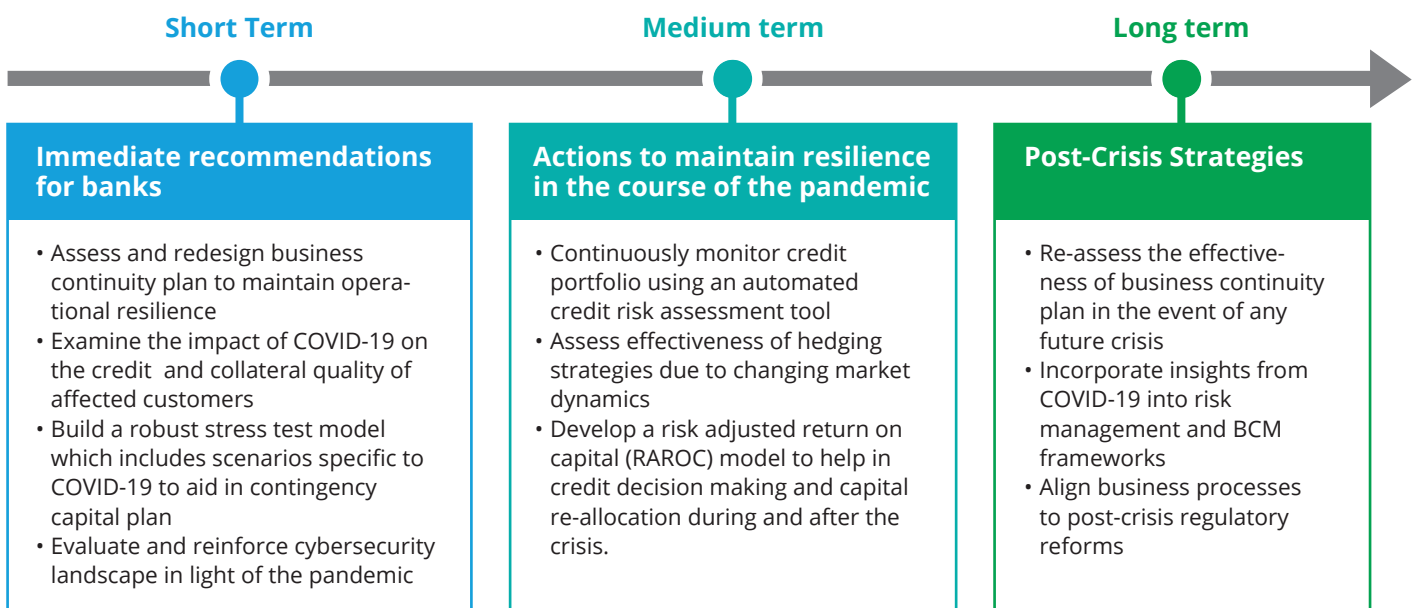 Short Term
Medium term
Long term
Immediate recommendations
for banks
• Assess and redesign business
continuity plan to maintain opera-
tional resilience
• Examine the impact of COVID-19 on
the credit  and collateral quality of
affected customers
• Build a robust stress test model
which includes scenarios specific to
COVID-19 to aid in contingency
capital plan
• Evaluate and reinforce cybersecurity
landscape in light of the pandemic
Actions to maintain resilience
in the course of the pandemic
• Continuously monitor credit
portfolio using an automated
credit risk assessment tool
• Assess effectiveness of hedging
strategies due to changing market
dynamics
• Develop a risk adjusted return on
capital (RAROC) model to help in
credit decision making and capital
re-allocation during and after the
crisis.
Post-Crisis Strategies
• Re-assess the effective-
ness of business continuity
plan in the event of any
future crisis
• Incorporate insights from
COVID-19 into risk
management and BCM
frameworks
• Align business processes
to post-crisis regulatory
reforms